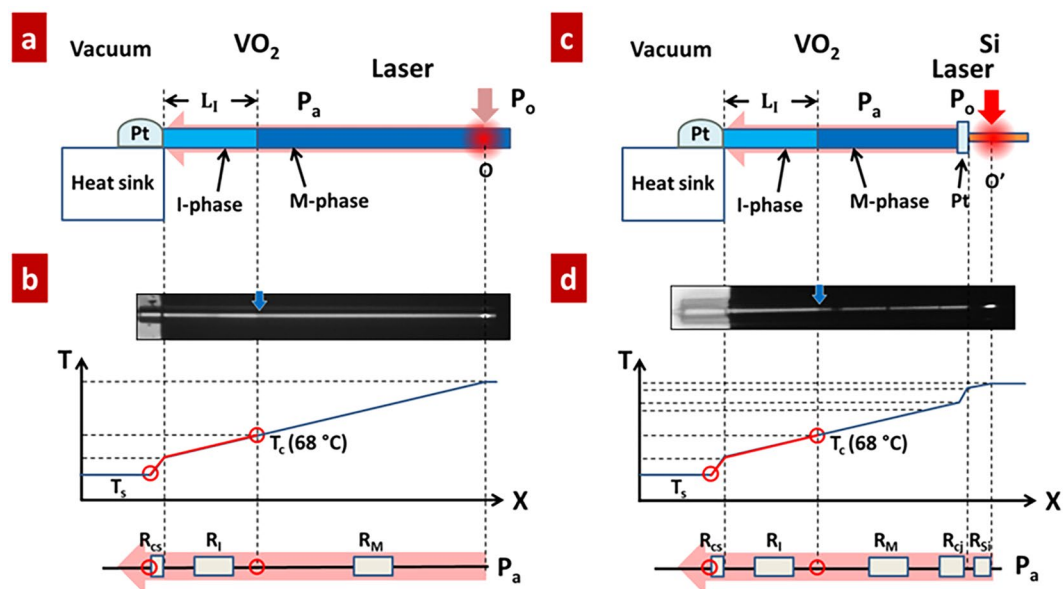 a
Vacuum
VO₂
Laser
L_I
P_a
P_o
Pt
O
Heat sink
I-phase
M-phase
b
T
T_c (68 °C)
T_s
X
R_cs
R_I
R_M
P_a
c
Vacuum
VO₂
Si
Laser
L_I
P_a
P_o
Pt
O'
Heat sink
I-phase
M-phase
Pt
d
T
T_c (68 °C)
T_s
X
R_cs
R_I
R_M
R_cj
R_Si
P_a